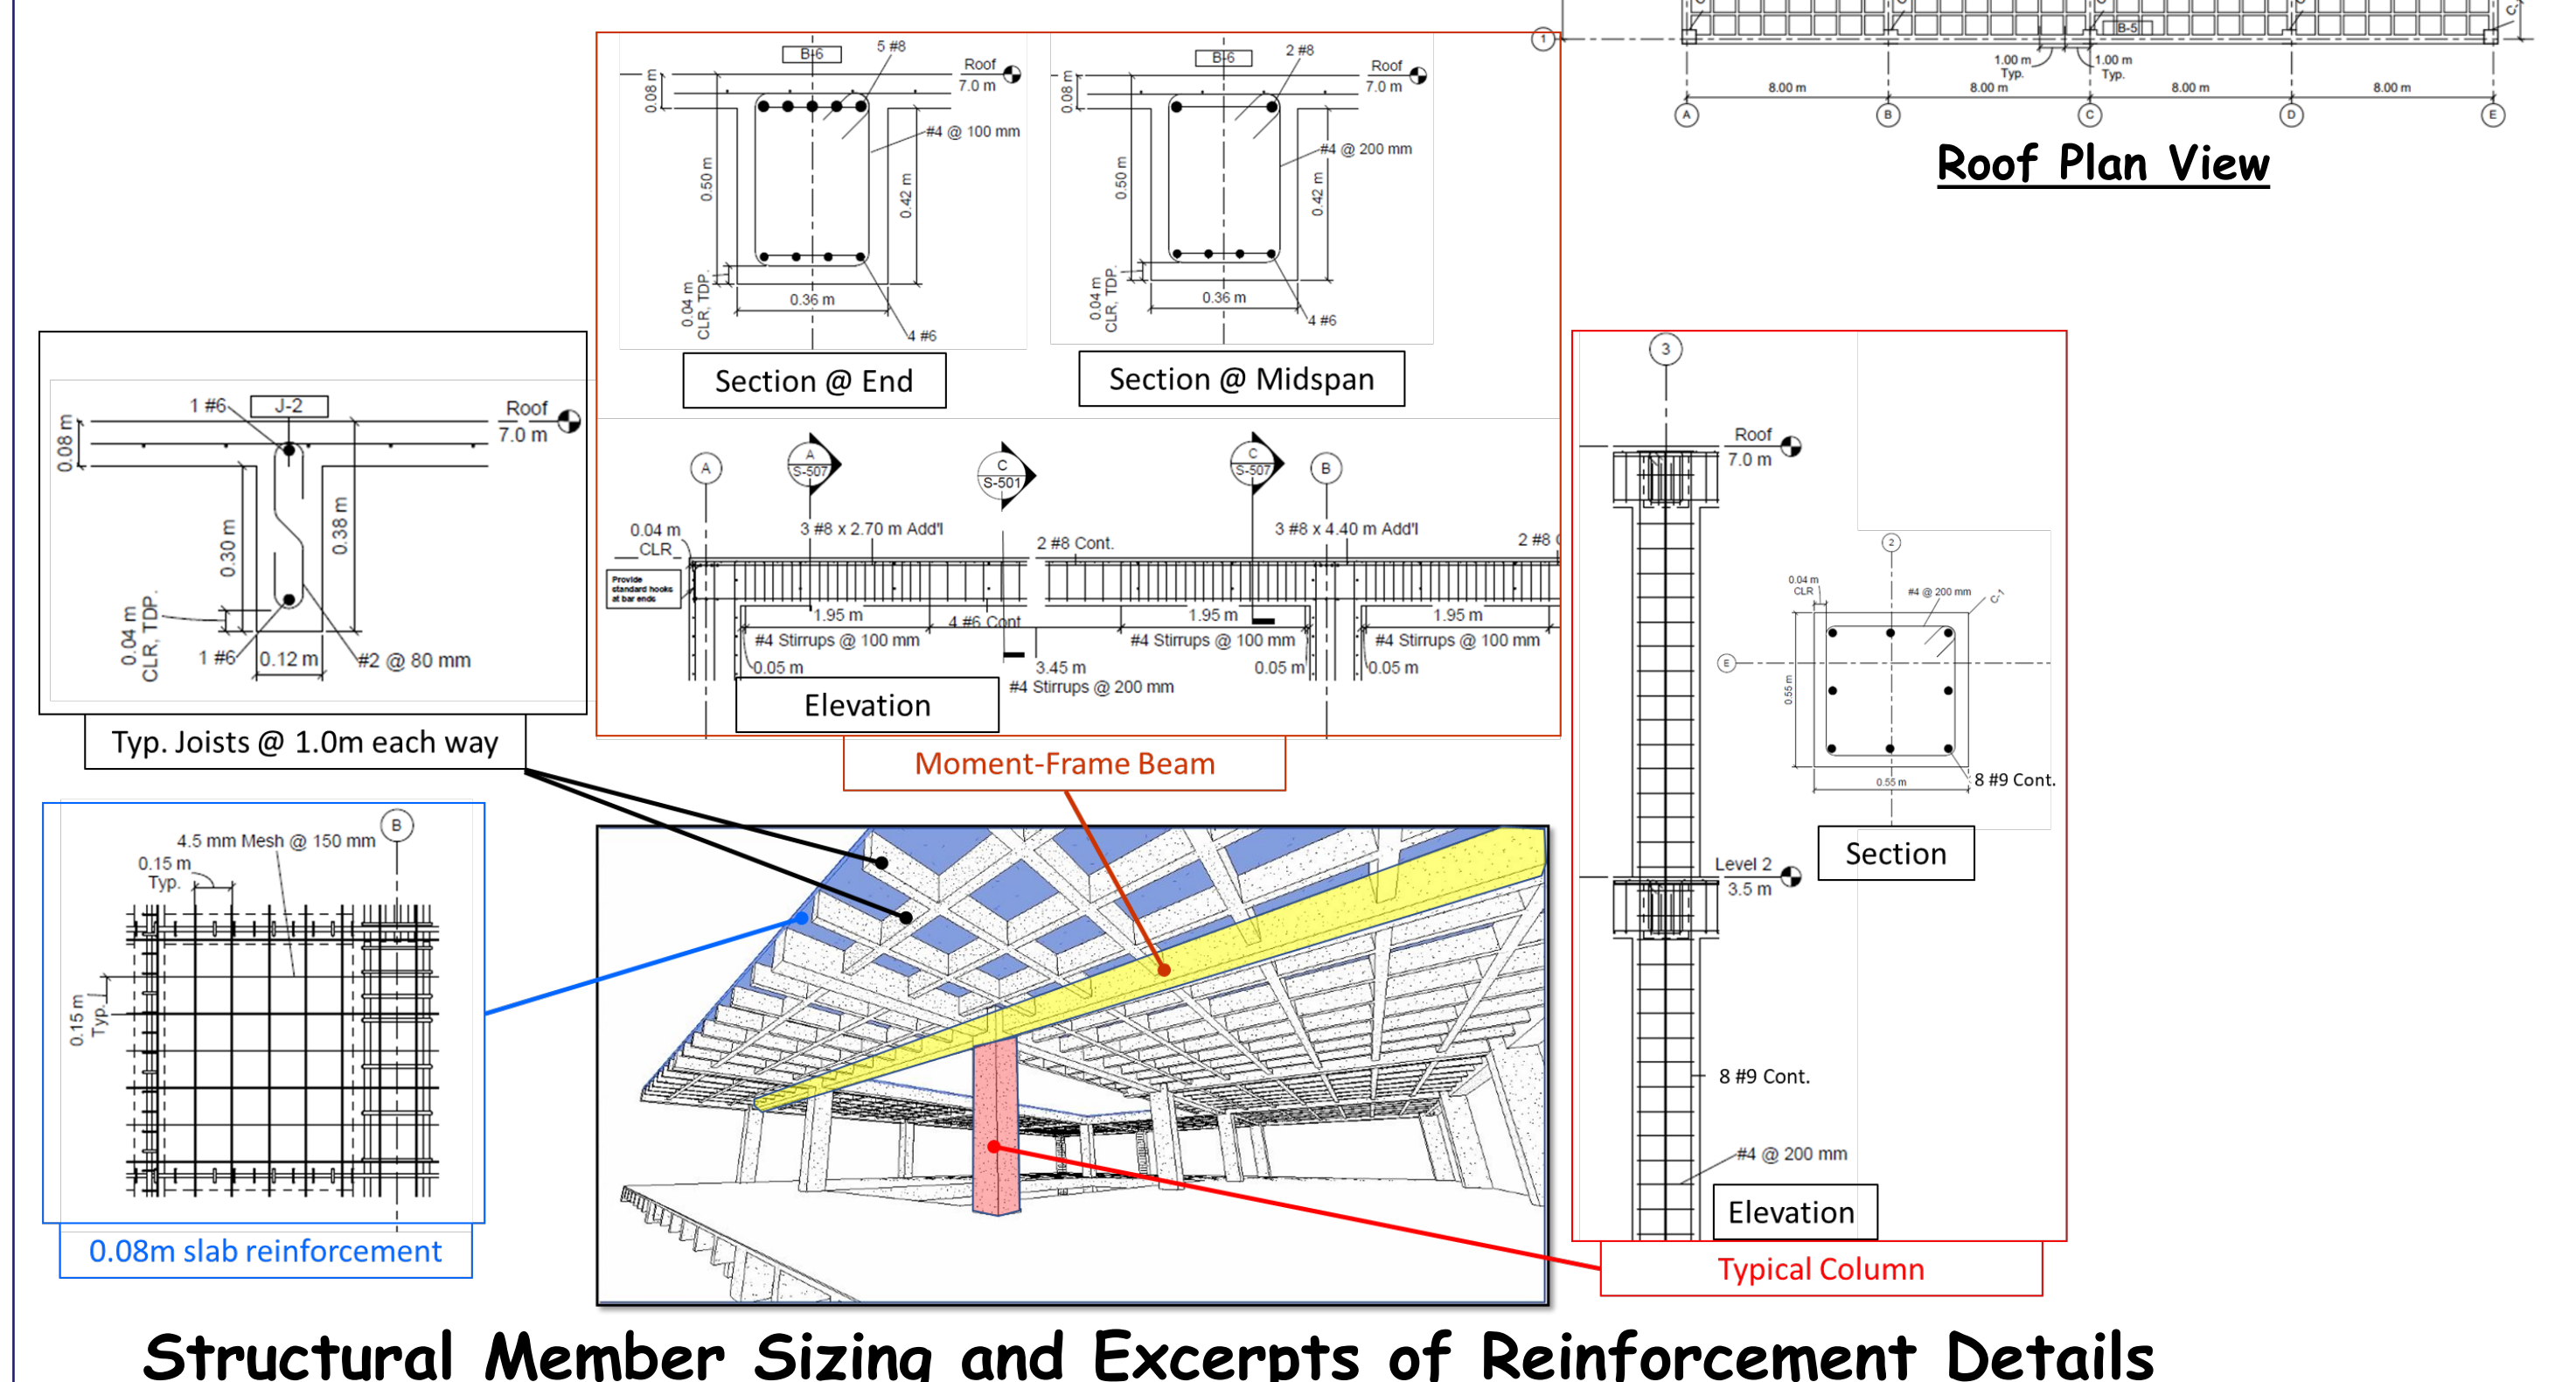 B-6
5 #8
Roof
7.0 m
0.08 m
#4 @ 100 mm
0.50 m
0.42 m
0.04 m
CLR, TDP.
0.36 m
4 #6
Section @ End
B-6
2 #8
Roof
7.0 m
0.08 m
#4 @ 200 mm
0.50 m
0.42 m
0.04 m
CLR, TDP.
0.36 m
4 #6
Section @ Midspan
1
B-5
1.00 m
Typ.
1.00 m
Typ.
8.00 m
8.00 m
8.00 m
8.00 m
A
B
C
D
E
Roof Plan View
1 #6
J-2
Roof
7.0 m
0.08 m
0.30 m
0.38 m
0.04 m
CLR, TDP.
1 #6
0.12 m
#2 @ 80 mm
Typ. Joists @ 1.0m each way
A
A
S-507
C
S-501
C
S-507
B
0.04 m
CLR
3 #8 x 2.70 m Add'l
2 #8 Cont.
3 #8 x 4.40 m Add'l
2 #8
Provide
standard hooks
at bar ends
1.95 m
4 #6 Cont
1.95 m
1.95 m
#4 Stirrups @ 100 mm
#4 Stirrups @ 100 mm
#4 Stirrups @ 100 mm
0.05 m
3.45 m
0.05 m
0.05 m
#4 Stirrups @ 200 mm
Elevation
Moment-Frame Beam
3
Roof
7.0 m
2
0.04 m
CLR
#4 @ 200 mm
C-1
E
0.55 m
0.55 m
8 #9 Cont.
Section
Level 2
3.5 m
8 #9 Cont.
#4 @ 200 mm
Elevation
Typical Column
B
4.5 mm Mesh @ 150 mm
0.15 m
Typ.
0.15 m
Typ.
0.08m slab reinforcement
Structural Member Sizing and Excerpts of Reinforcement Details